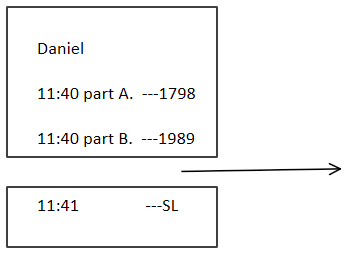 Daniel
11:40 part A. ---1798
11:40 part B. ---1989
11:41 ---SL